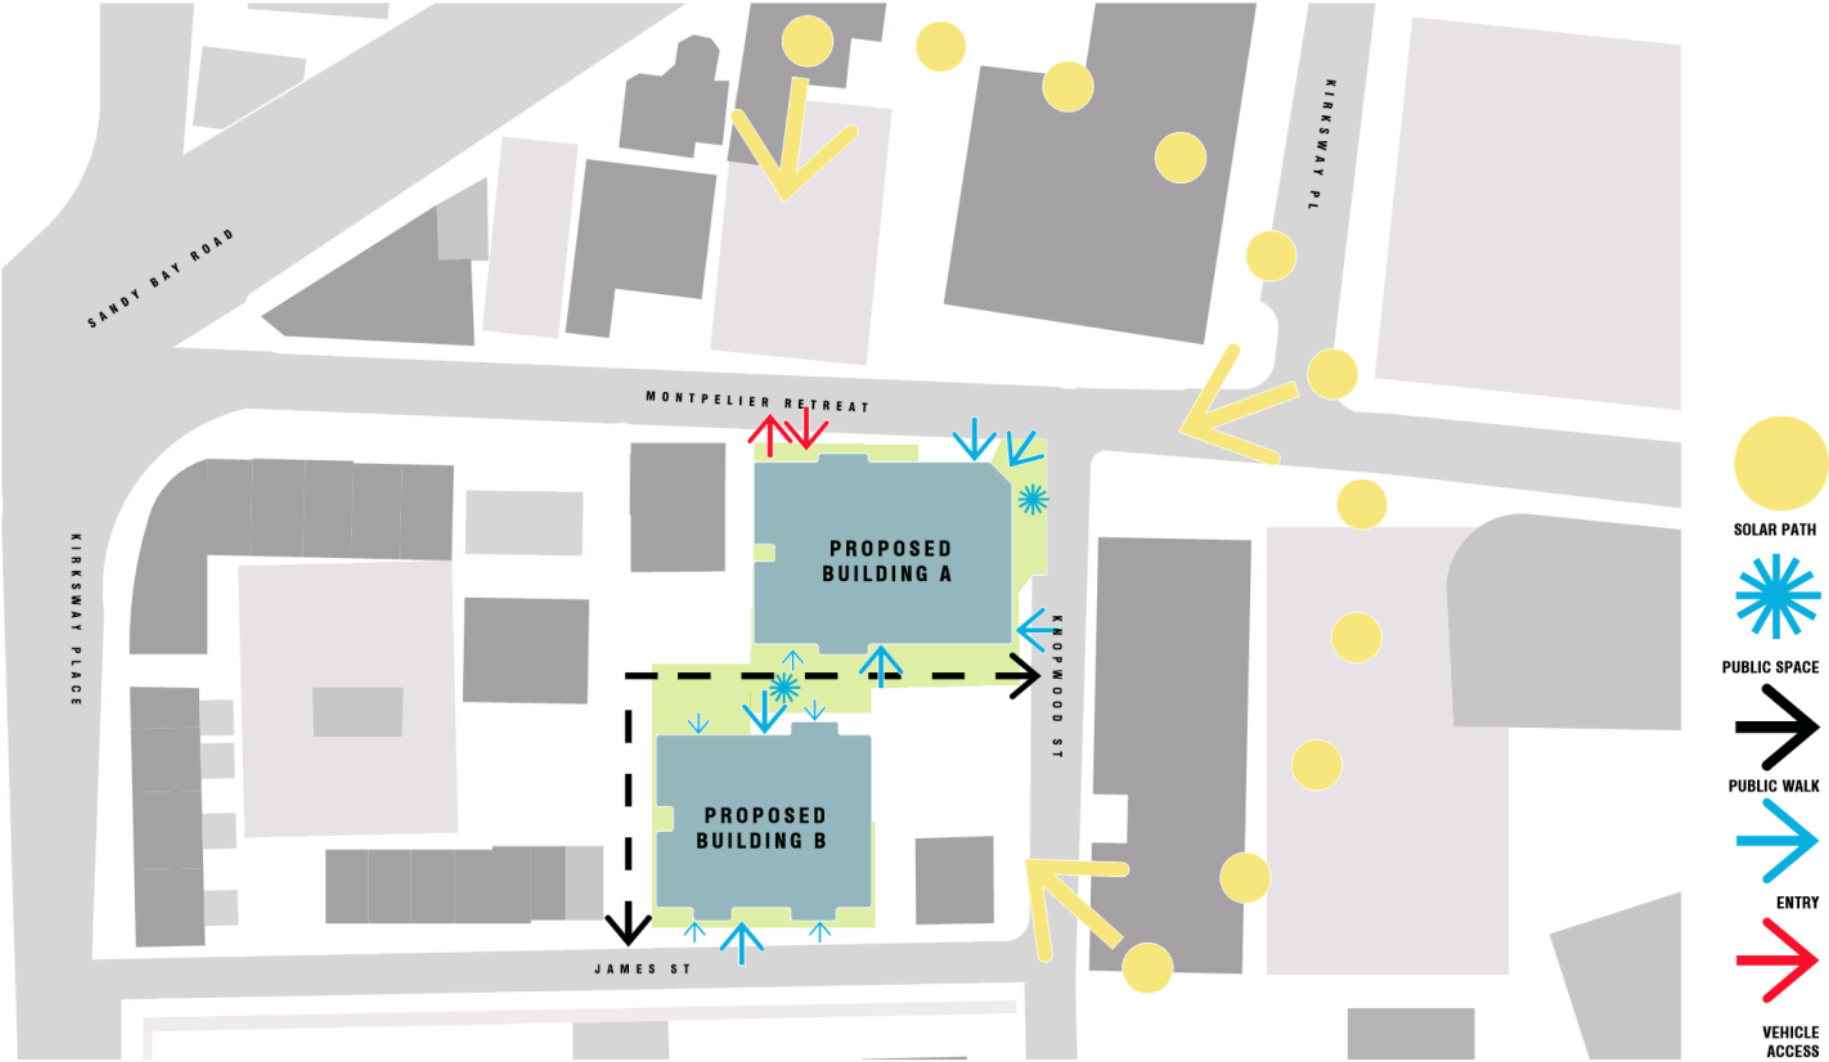 KIRKSWAY PL
SANDY BAY ROAD
MONTPELIER RETREAT
KIRKSWAY PLACE
PROPOSED
BUILDING A
KNOPWOOD ST
PROPOSED
BUILDING B
JAMES ST
SOLAR PATH
PUBLIC SPACE
PUBLIC WALK
ENTRY
VEHICLE
ACCESS